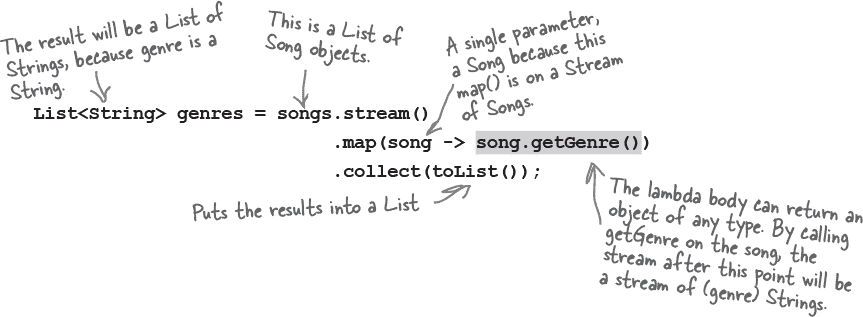 The result will be a List of
Strings, because genre is a
String.
This is a List of
Song objects.
A single parameter,
a Song because this
map() is on a Stream
of Songs.
List<String> genres = songs.stream()
.map(song -> song.getGenre())
.collect(toList());
Puts the results into a List
The lambda body can return an
object of any type. By calling
getGenre on the song, the
stream after this point will be
a stream of (genre) Strings.